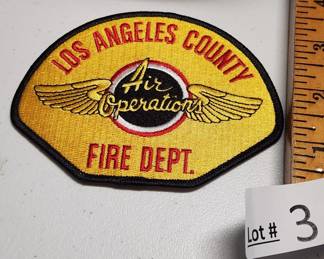 LOS ANGELES COUNTY
Air
Operations
FIRE DEPT.
Lot # 3